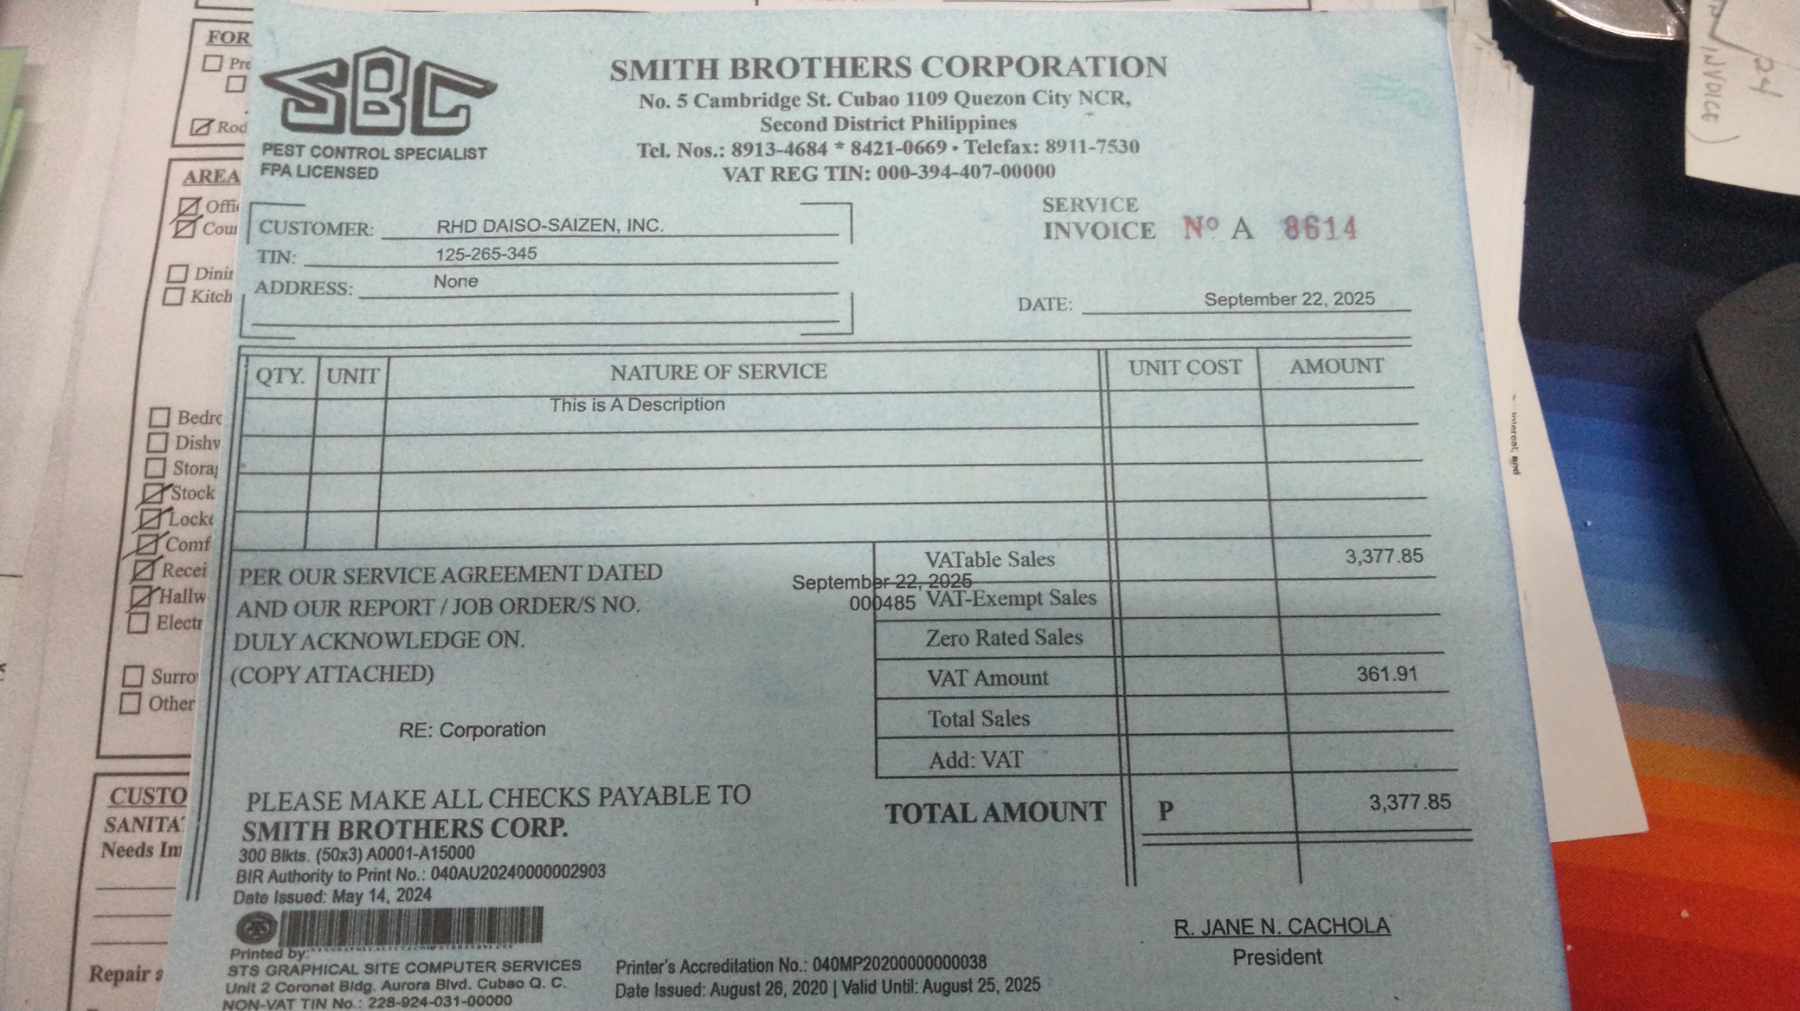 SBC
PEST CONTROL SPECIALIST
FPA LICENSED
SMITH BROTHERS CORPORATION
No. 5 Cambridge St. Cubao 1109 Quezon City NCR,
Second District Philippines
Tel. Nos.: 8913-4684 * 8421-0669 • Telefax: 8911-7530
VAT REG TIN: 000-394-407-00000
SERVICE
INVOICE Nº A 8614
CUSTOMER: RHD DAISO-SAIZEN, INC.
TIN: 125-265-345
ADDRESS: None
DATE: September 22, 2025
QTY. UNIT NATURE OF SERVICE UNIT COST AMOUNT
This is A Description
VATable Sales 3,377.85
PER OUR SERVICE AGREEMENT DATED September 22, 2025
AND OUR REPORT / JOB ORDER/S NO. 000485
VAT-Exempt Sales
DULY ACKNOWLEDGE ON.
Zero Rated Sales
(COPY ATTACHED)
VAT Amount 361.91
Total Sales
RE: Corporation
Add: VAT
PLEASE MAKE ALL CHECKS PAYABLE TO
SMITH BROTHERS CORP.
TOTAL AMOUNT P 3,377.85
300 Blkts. (50x3) A0001-A15000
BIR Authority to Print No.: 040AU20240000002903
Date Issued: May 14, 2024
R. JANE N. CACHOLA
President
Printed by:
STS GRAPHICAL SITE COMPUTER SERVICES
Unit 2 Coronet Bldg. Aurora Blvd. Cubao Q. C.
NON-VAT TIN No.: 228-924-031-00000
Printer's Accreditation No.: 040MP20200000000038
Date Issued: August 26, 2020 | Valid Until: August 25, 2025
FOR
Rod
AREA
Offi
Cou
Dinin
Kitch
Bedro
Dishw
Stora
Stock
Locke
Comf
Recei
Hallw
Electr
Surro
Other
CUSTO
SANITA
Needs Im
Repair a
24
INVOICE)
interest; and